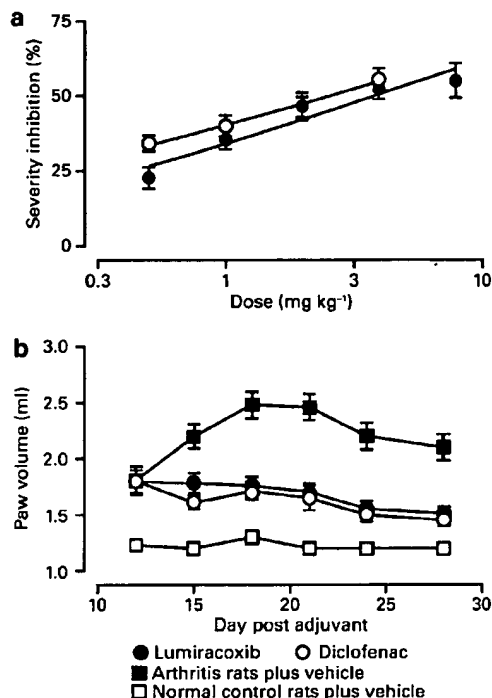 a
Severity inhibition (%)
75
50
25
0
0.3
1
3
10
Dose (mg kg⁻¹)
b
Paw volume (ml)
3.0
2.5
2.0
1.5
1.0
10
15
20
25
30
Day post adjuvant
Lumiracoxib
Diclofenac
Arthritis rats plus vehicle
Normal control rats plus vehicle